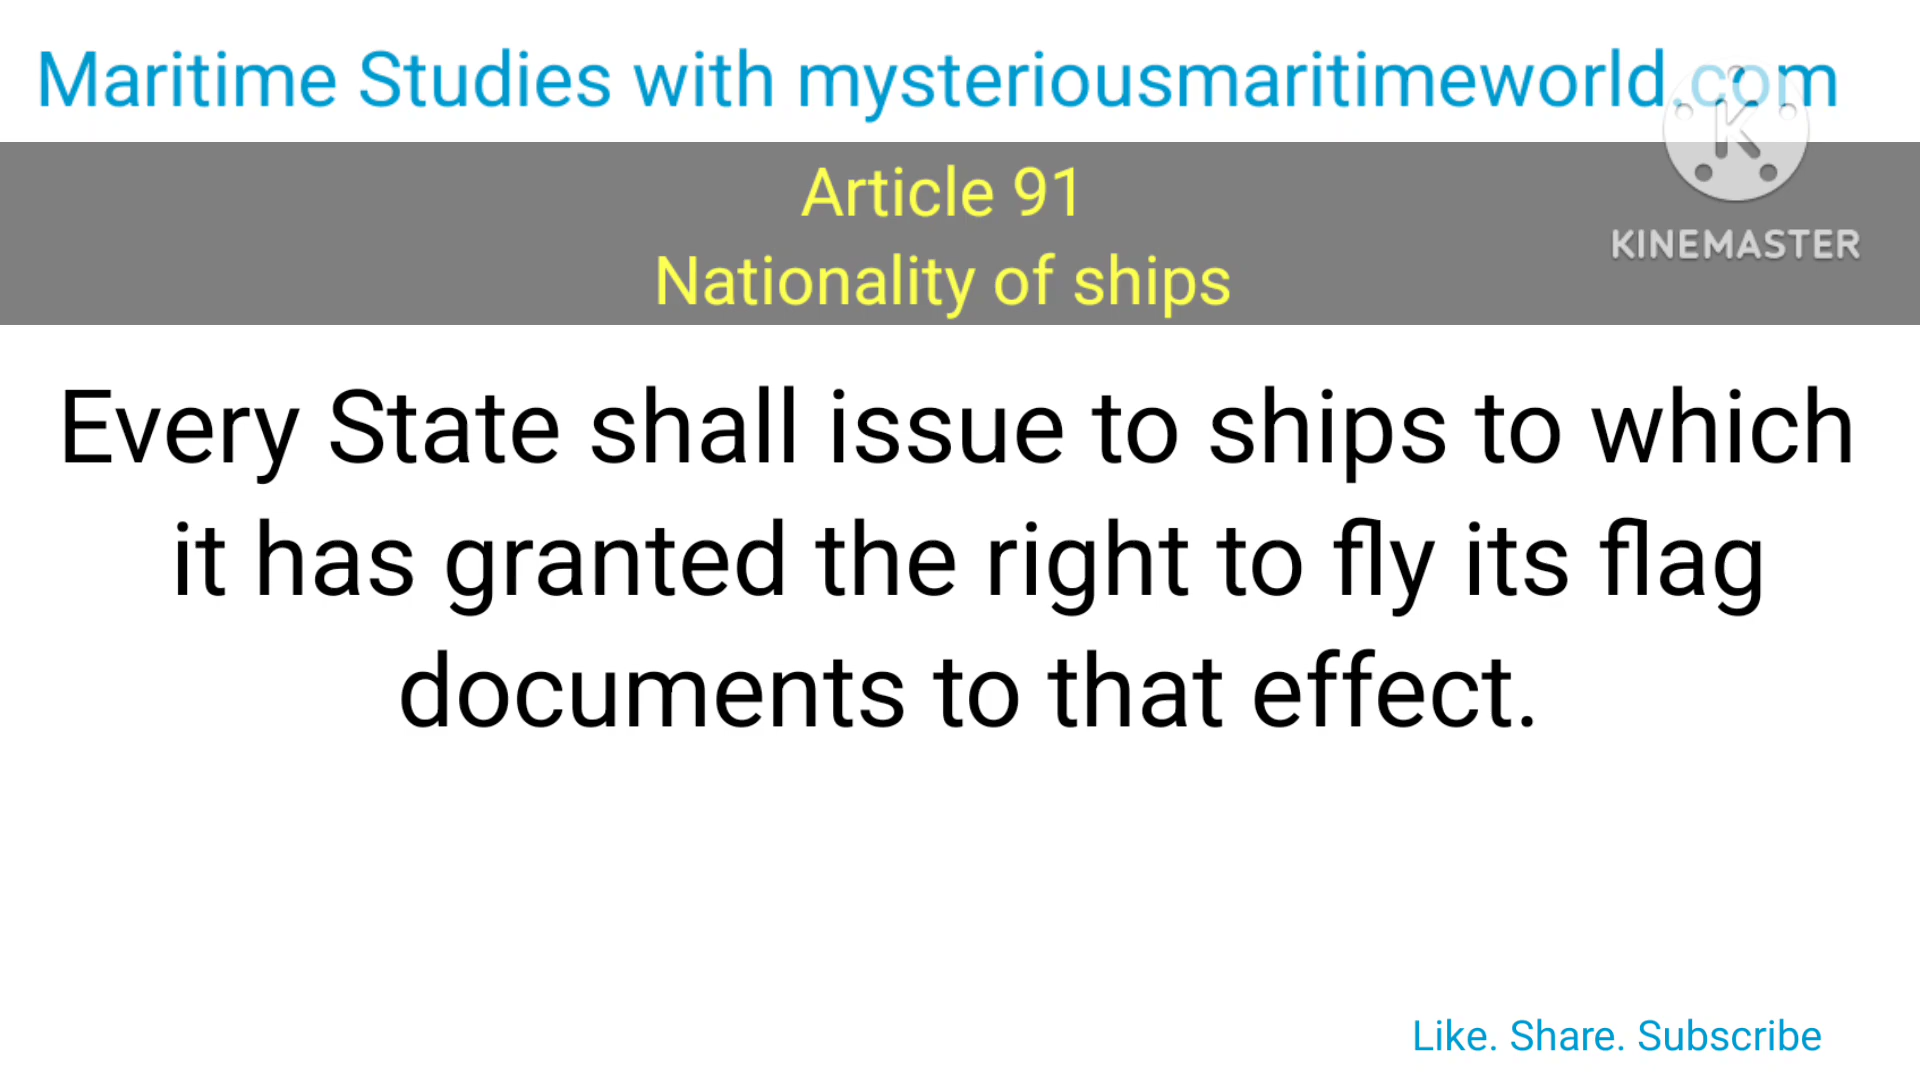 Maritime Studies with mysteriousmaritimeworld.com
Article 91
Nationality of ships
KINEMASTER
Every State shall issue to ships to which
it has granted the right to fly its flag
documents to that effect.
Like. Share. Subscribe